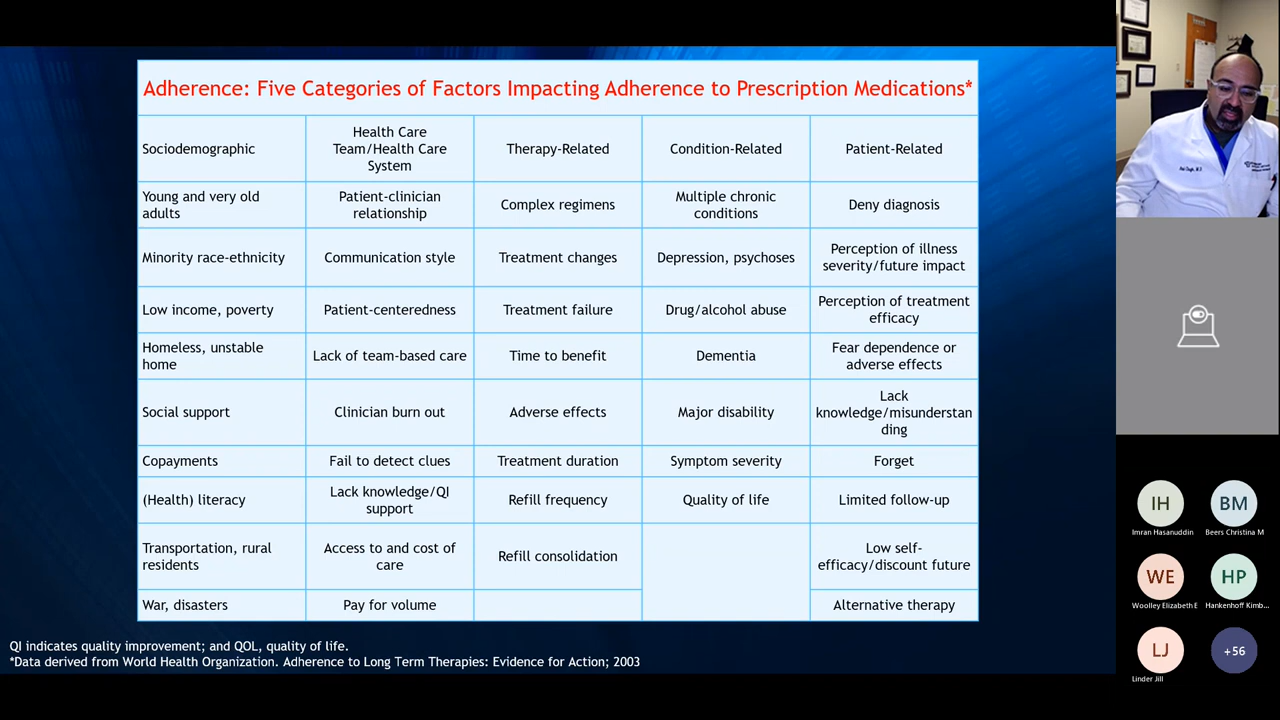 Adherence: Five Categories of Factors Impacting Adherence to Prescription Medications*
Sociodemographic
Health Care
Team/Health Care
System
Therapy-Related
Condition-Related
Patient-Related
Young and very old
adults
Patient-clinician
relationship
Complex regimens
Multiple chronic
conditions
Deny diagnosis
Minority race-ethnicity
Communication style
Treatment changes
Depression, psychoses
Perception of illness
severity/future impact
Low income, poverty
Patient-centeredness
Treatment failure
Drug/alcohol abuse
Perception of treatment
efficacy
Homeless, unstable
home
Lack of team-based care
Time to benefit
Dementia
Fear dependence or
adverse effects
Social support
Clinician burn out
Adverse effects
Major disability
Lack
knowledge/misunderstan
ding
Copayments
Fail to detect clues
Treatment duration
Symptom severity
Forget
(Health) literacy
Lack knowledge/QI
support
Refill frequency
Quality of life
Limited follow-up
Transportation, rural
residents
Access to and cost of
care
Refill consolidation
Low self-
efficacy/discount future
War, disasters
Pay for volume
Alternative therapy
QI indicates quality improvement; and QOL, quality of life.
*Data derived from World Health Organization. Adherence to Long Term Therapies: Evidence for Action; 2003
IH
BM
Imran Hasanuddin
Beers Christina M
WE
HP
Woolley Elizabeth E
Hankenhoff Kimb...
LJ
+56
Linder Jill